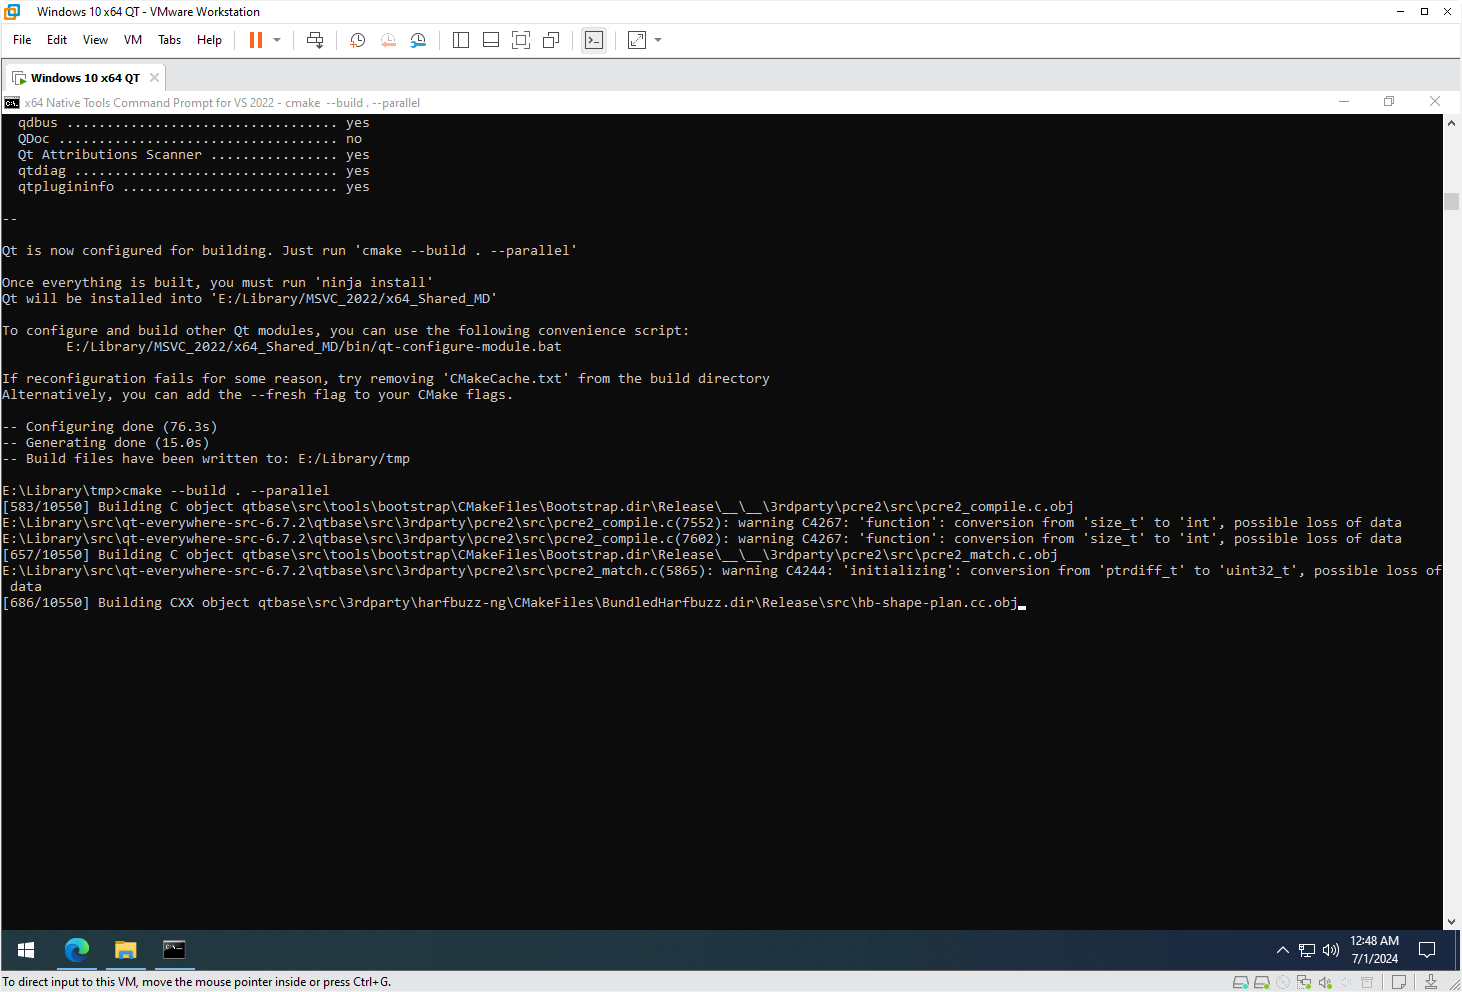 Windows 10 x64 QT - VMware Workstation
File Edit View VM Tabs Help
Windows 10 x64 QT
x64 Native Tools Command Prompt for VS 2022 - cmake --build . --parallel
qdbus .................................. yes
QDoc ................................... no
Qt Attributions Scanner ................ yes
qtdiag ................................. yes
qtplugininfo ........................... yes
--
Qt is now configured for building. Just run 'cmake --build . --parallel'
Once everything is built, you must run 'ninja install'
Qt will be installed into 'E:/Library/MSVC_2022/x64_Shared_MD'
To configure and build other Qt modules, you can use the following convenience script:
E:/Library/MSVC_2022/x64_Shared_MD/bin/qt-configure-module.bat
If reconfiguration fails for some reason, try removing 'CMakeCache.txt' from the build directory
Alternatively, you can add the --fresh flag to your CMake flags.
-- Configuring done (76.3s)
-- Generating done (15.0s)
-- Build files have been written to: E:/Library/tmp
E:\Library\tmp>cmake --build . --parallel
[583/10550] Building C object qtbase\src\tools\bootstrap\CMakeFiles\Bootstrap.dir\Release\__\__\3rdparty\pcre2\src\pcre2_compile.c.obj
E:\Library\src\qt-everywhere-src-6.7.2\qtbase\src\3rdparty\pcre2\src\pcre2_compile.c(7552): warning C4267: 'function': conversion from 'size_t' to 'int', possible loss of data
E:\Library\src\qt-everywhere-src-6.7.2\qtbase\src\3rdparty\pcre2\src\pcre2_compile.c(7602): warning C4267: 'function': conversion from 'size_t' to 'int', possible loss of data
[657/10550] Building C object qtbase\src\tools\bootstrap\CMakeFiles\Bootstrap.dir\Release\__\__\3rdparty\pcre2\src\pcre2_match.c.obj
E:\Library\src\qt-everywhere-src-6.7.2\qtbase\src\3rdparty\pcre2\src\pcre2_match.c(5865): warning C4244: 'initializing': conversion from 'ptrdiff_t' to 'uint32_t', possible loss of
data
[686/10550] Building CXX object qtbase\src\3rdparty\harfbuzz-ng\CMakeFiles\BundledHarfbuzz.dir\Release\src\hb-shape-plan.cc.obj
12:48 AM
7/1/2024
To direct input to this VM, move the mouse pointer inside or press Ctrl+G.